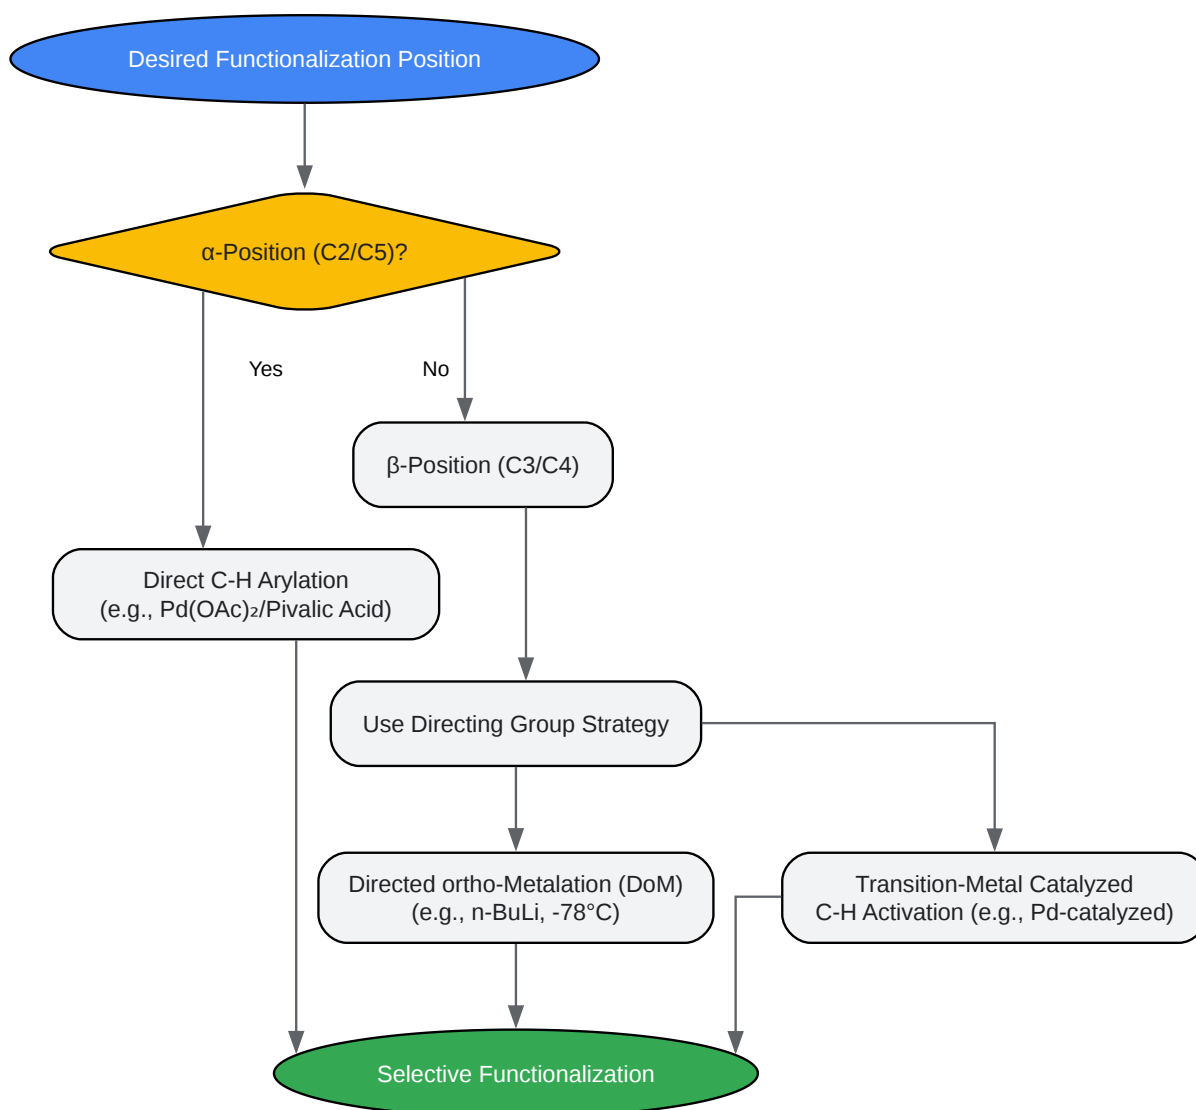 Desired Functionalization Position
α-Position (C2/C5)?
Yes
No
β-Position (C3/C4)
Direct C-H Arylation
(e.g., Pd(OAc)₂/Pivalic Acid)
Use Directing Group Strategy
Directed ortho-Metalation (DoM)
(e.g., n-BuLi, -78°C)
Transition-Metal Catalyzed
C-H Activation (e.g., Pd-catalyzed)
Selective Functionalization